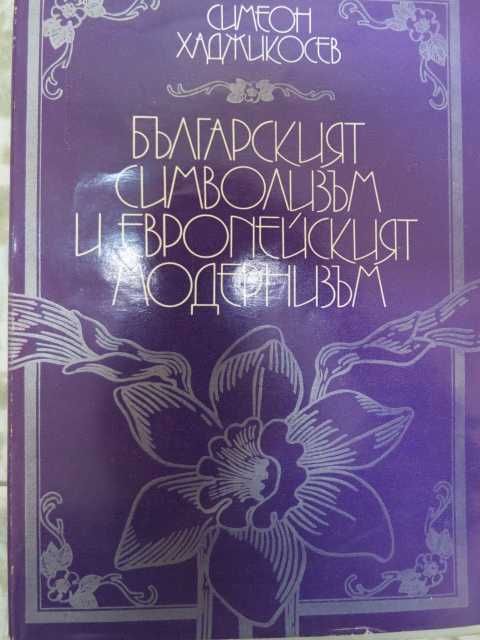 СИМЕОН
ХАДЖИКОСЕВ
БЪЛГАРСКИЯТ
СИМВОЛИЗЪМ
И ЕВРОПЕЙСКИЯТ
МОДЕРНИЗЪМ